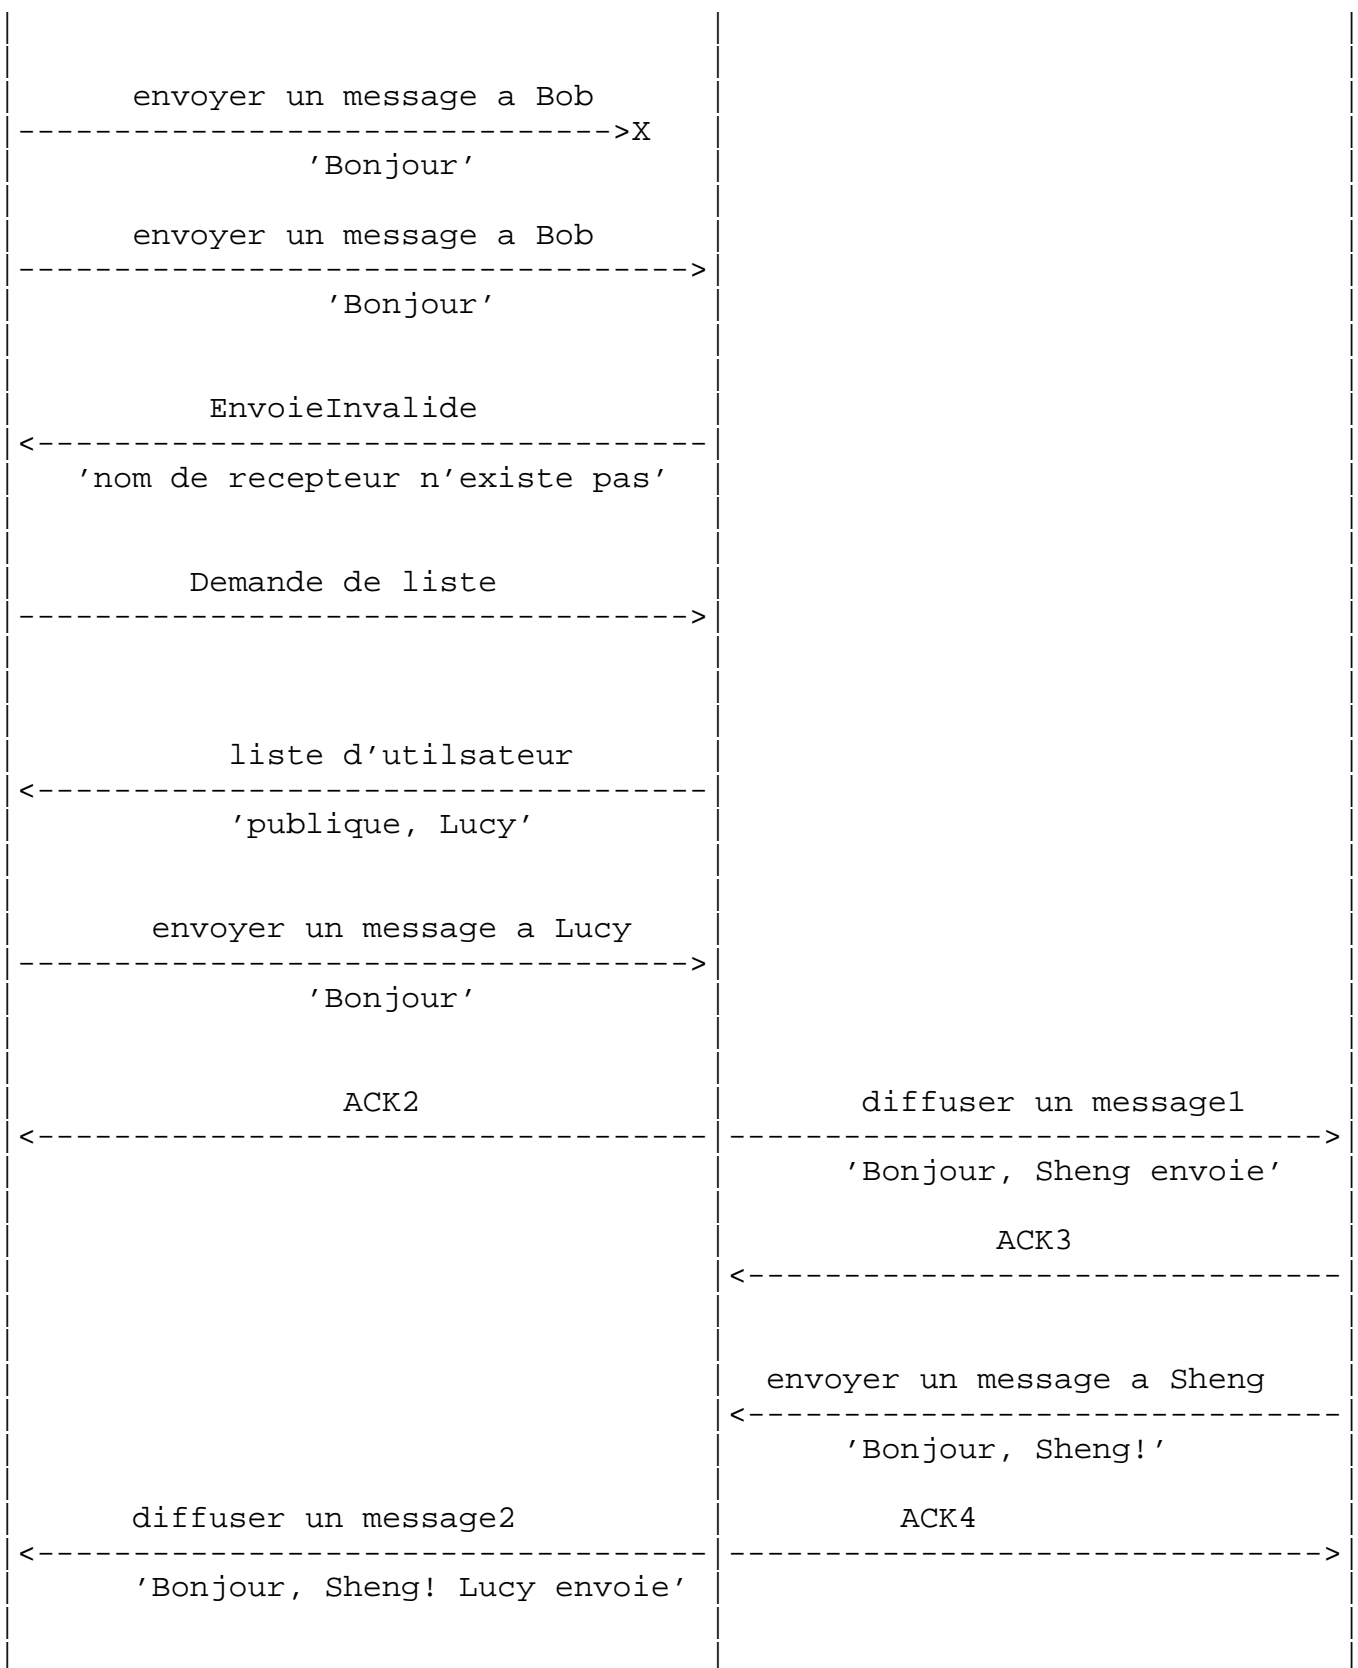 envoyer un message a Bob
------------------------------->X
'Bonjour'
envoyer un message a Bob
----------------------------------->
'Bonjour'
EnvoieInvalide
<-----------------------------------
'nom de recepteur n'existe pas'
Demande de liste
----------------------------------->
liste d'utilsateur
<-----------------------------------
'publique, Lucy'
envoyer un message a Lucy
----------------------------------->
'Bonjour'
ACK2 diffuser un message1
<-----------------------------------|------------------------------->
'Bonjour, Sheng envoie'
ACK3
<-------------------------------
envoyer un message a Sheng
<-------------------------------
'Bonjour, Sheng!'
diffuser un message2 ACK4
<-----------------------------------|------------------------------->
'Bonjour, Sheng! Lucy envoie'